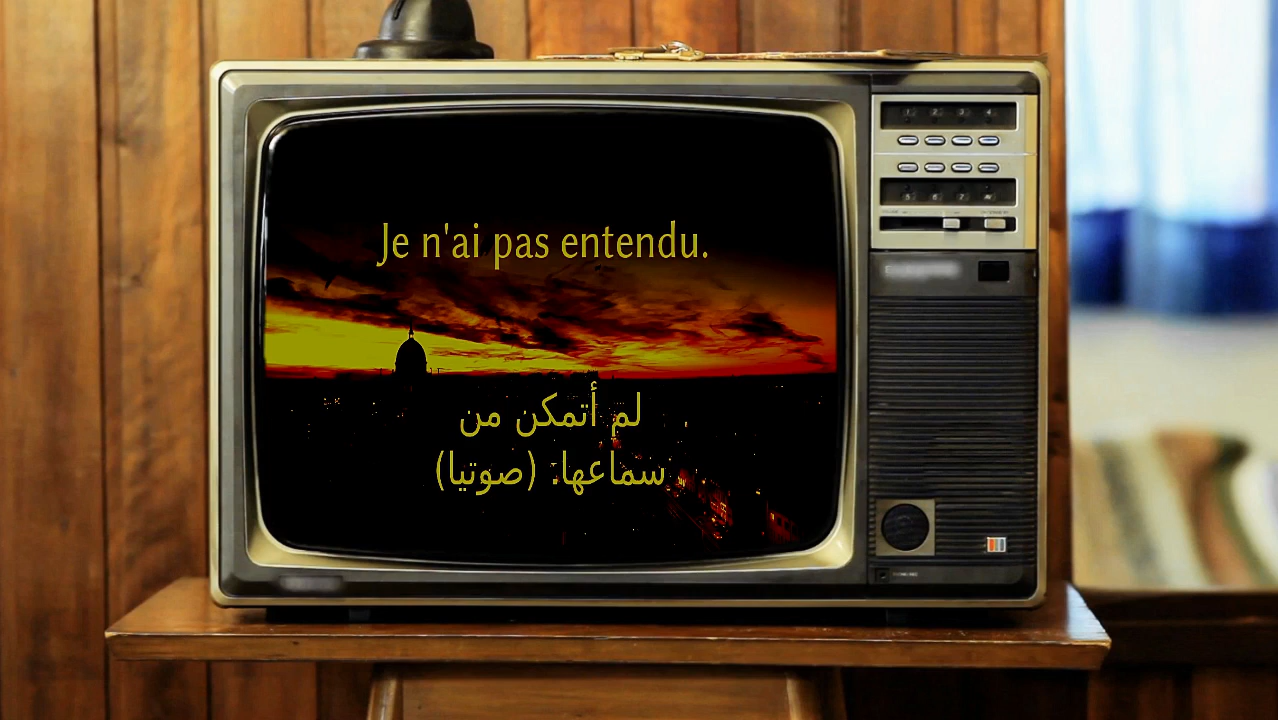 Je n'ai pas entendu.
لم أتمكن من
سماعها. (صوتيا)